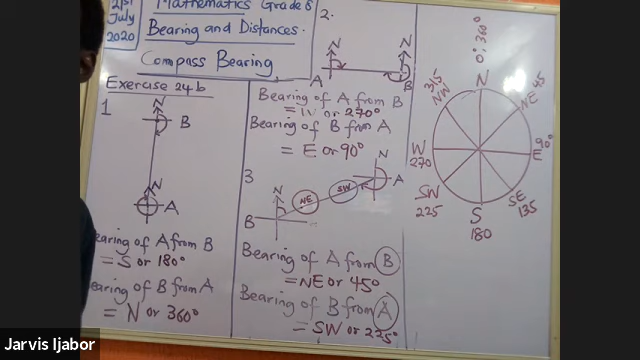 21st
July
2020
Mathematics Grade 6
Bearing and Distances.
Compass Bearing
Exercise 24b
1
N
B
N
A
earing of A from B
= S or 180°
earing of B from A
= N or 360°
2.
N
N
A
B
Bearing of A from B
= W or 270°
Bearing of B from A
= E or 90°
3
N
N
NE
SW
A
B
Bearing of A from B
= NE or 45°
Bearing of B from A
= SW or 225°
0°, 360°
N
315
NW
NE
45
W
270
90°
E
SW
225
SE
135
S
180
Jarvis Ijabor